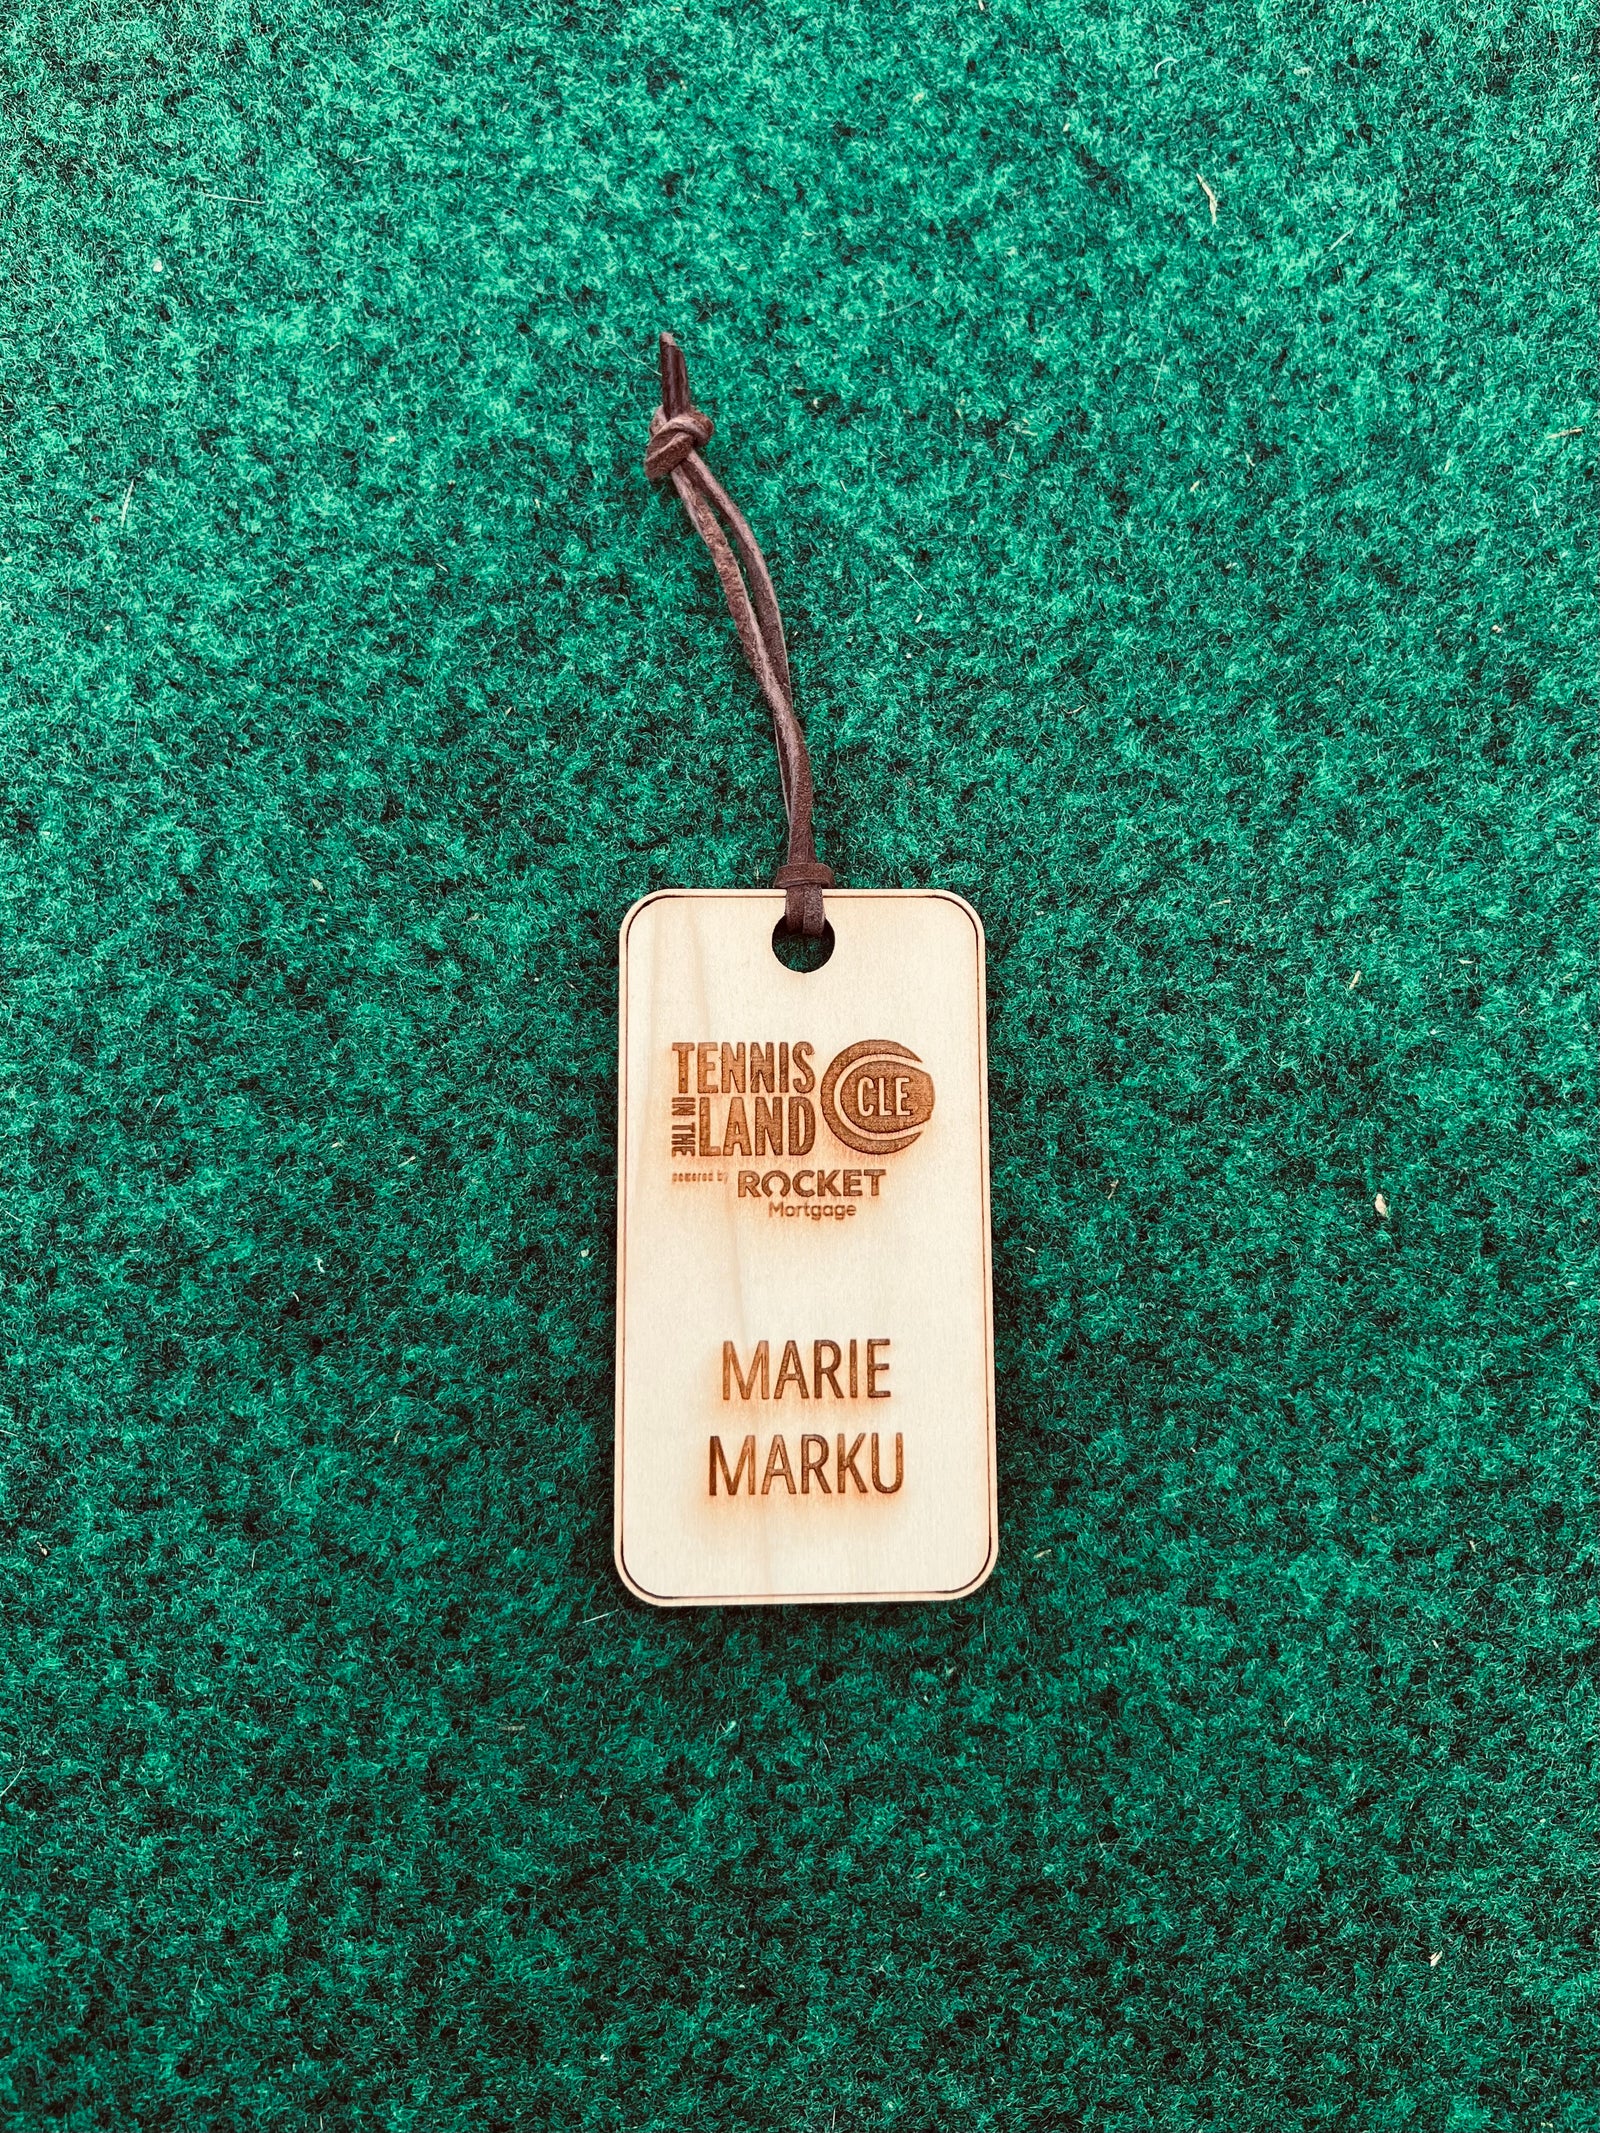 TENNIS
IN THE LAND
CLE
powered by ROCKET
Mortgage
MARIE
MARKU